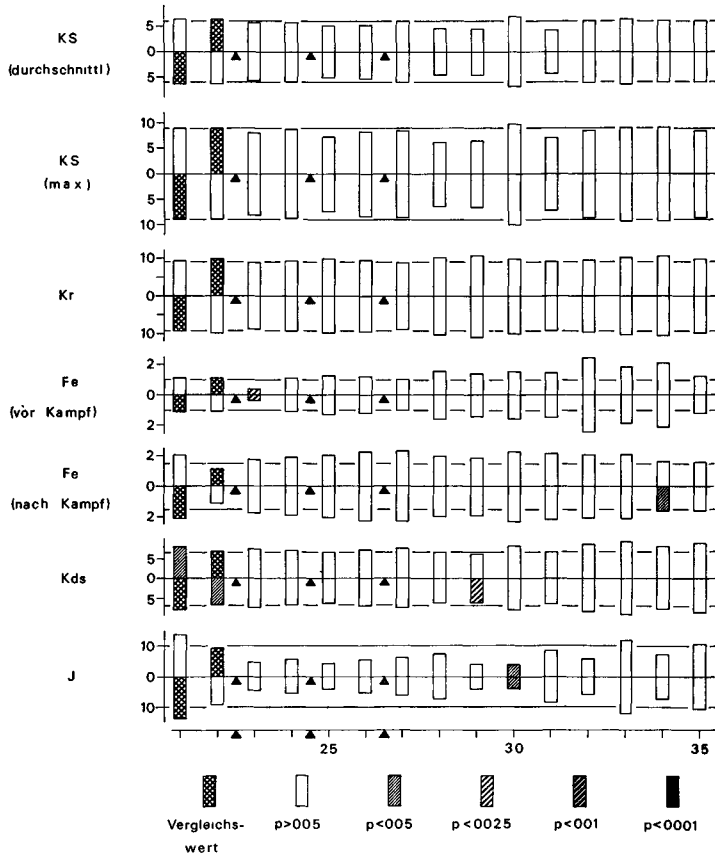 KS
(durchschnittl)
5
0
5
KS
(max)
10
5
0
5
10
Kr
10
0
10
Fe
(vor Kampf)
2
0
2
Fe
(nach Kampf)
2
0
2
Kds
5
0
5
J
10
0
10
25 30 35
Vergleichs-
wert
p>005
p<005
p<0025
p<001
p<0001